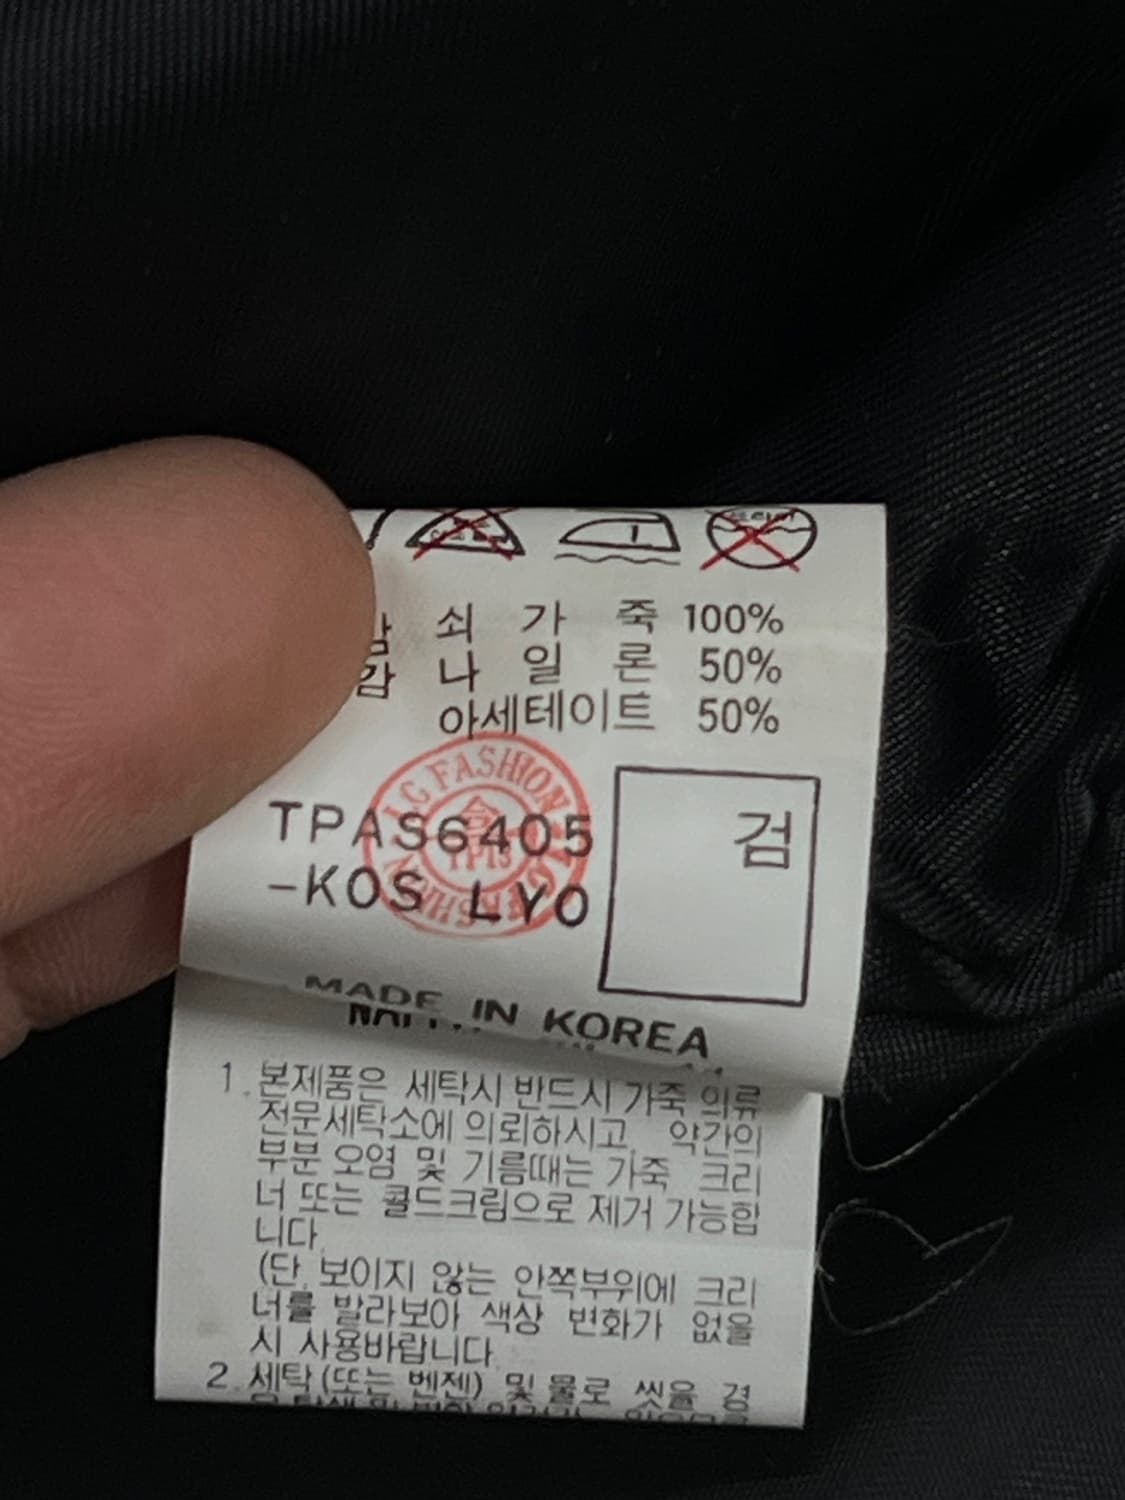 쇠 가 죽 100%
감 나 일 론 50%
아세테이트 50%
LG FASHION
TPAS6405
검
-KOS LYO
MADE IN KOREA
1. 본제품은 세탁시 반드시 가죽 의류
전문세탁소에 의뢰하시고, 약간의
부분 오염 및 기름때는 가죽 크리
너 또는 콜드크림으로 제거 가능합
니다.
(단, 보이지 않는 안쪽부위에 크리
너를 발라보아 색상 변화가 없을
시 사용바랍니다.
2. 세탁(또는 벤젠) 및 물로 씻을 경